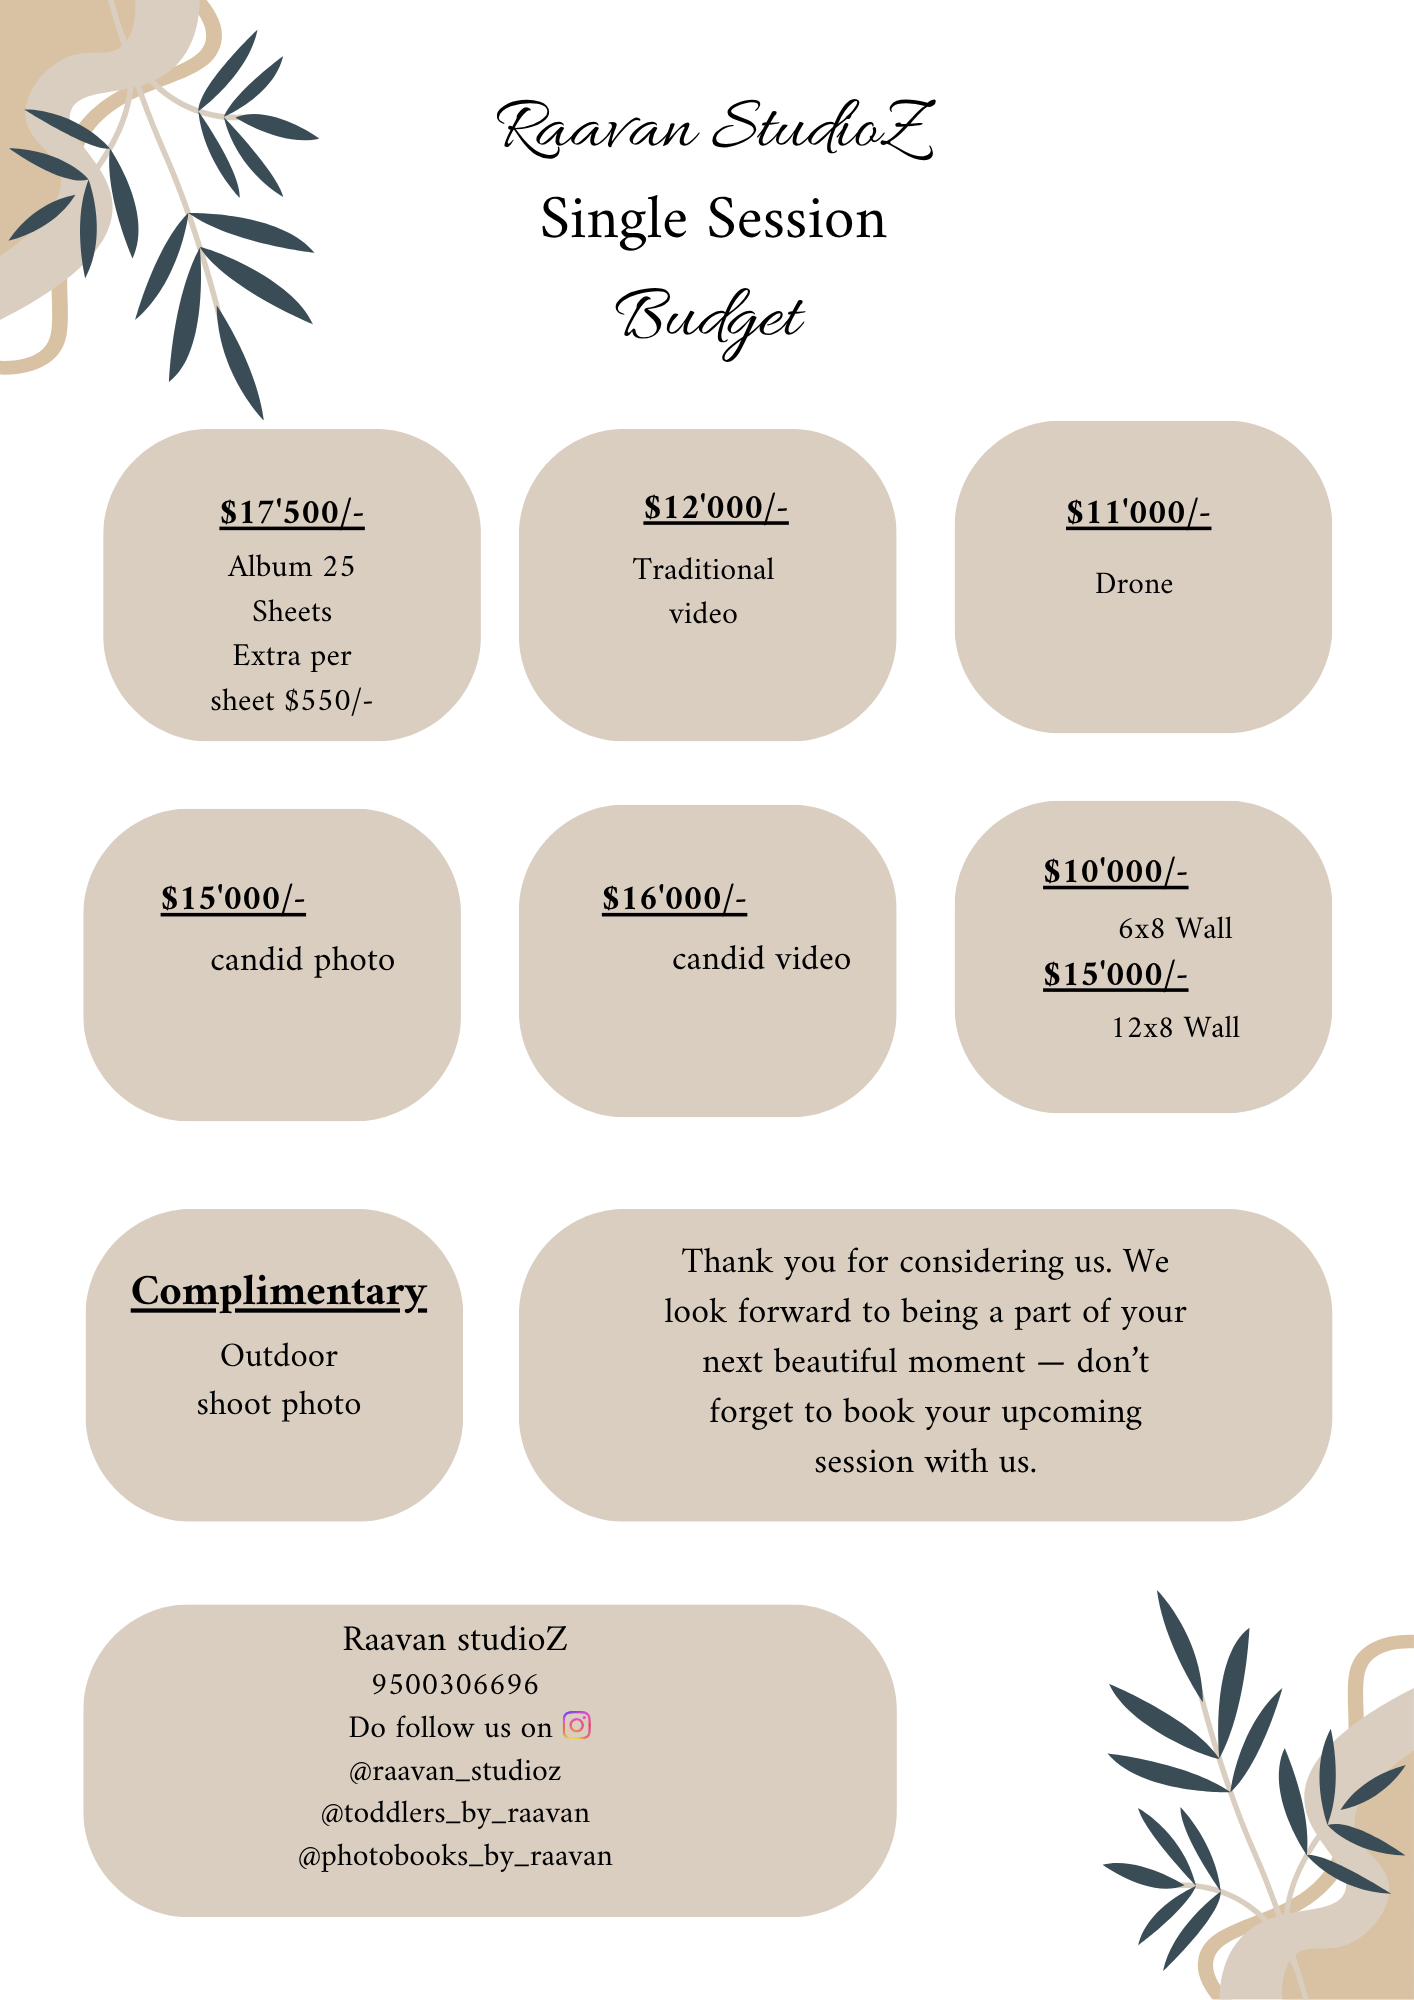 Raavan StudioZ
Single Session
Budget
$17'500/-
Album 25
Sheets
Extra per
sheet $550/-
$12'000/-
Traditional
video
$11'000/-
Drone
$15'000/-
candid photo
$16'000/-
candid video
$10'000/-
6x8 Wall
$15'000/-
12x8 Wall
Complimentary
Outdoor
shoot photo
Thank you for considering us. We
look forward to being a part of your
next beautiful moment — don’t
forget to book your upcoming
session with us.
Raavan studioZ
9500306696
Do follow us on
@raavan_studioz
@toddlers_by_raavan
@photobooks_by_raavan